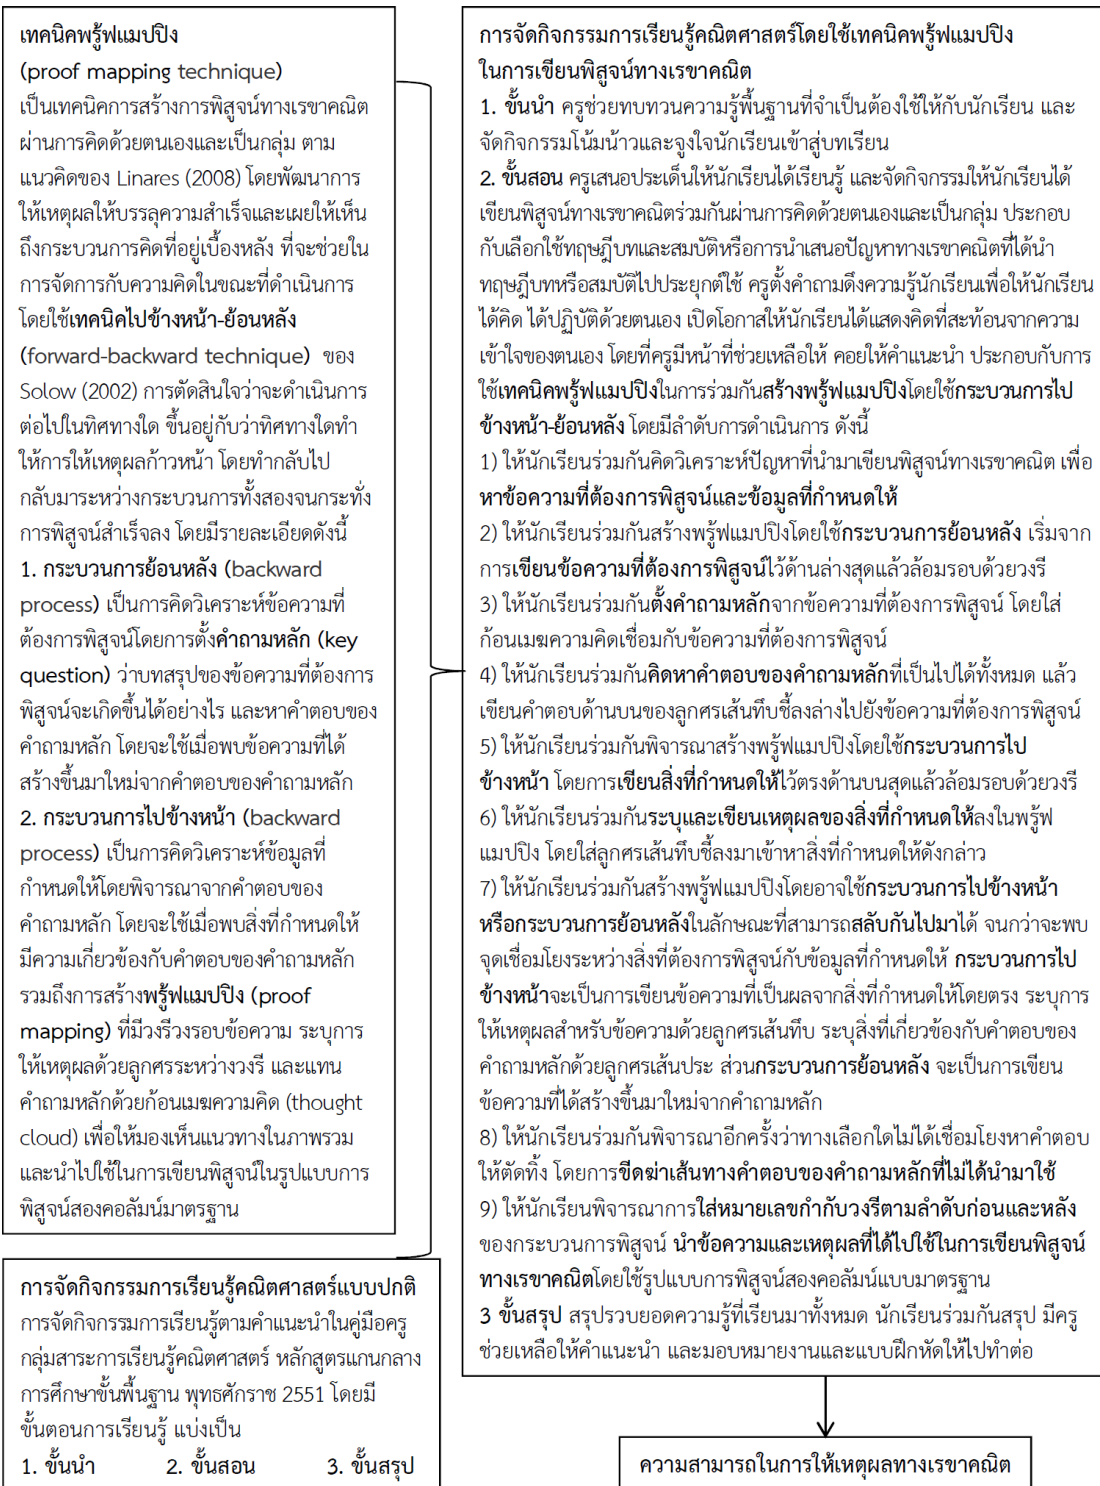 เทคนิคพรู้ฟแมปปิง
(proof mapping technique)
เป็นเทคนิคการสร้างการพิสูจน์ทางเรขาคณิต
ผ่านการคิดด้วยตนเองและเป็นกลุ่ม ตาม
แนวคิดของ Linares (2008) โดยพัฒนาการ
ให้เหตุผลให้บรรลุความสำเร็จและเผยให้เห็น
ถึงกระบวนการคิดที่อยู่เบื้องหลัง ที่จะช่วยใน
การจัดการกับความคิดในขณะที่ดำเนินการ
โดยใช้เทคนิคไปข้างหน้า-ย้อนหลัง
(forward-backward technique) ของ
Solow (2002) การตัดสินใจว่าจะดำเนินการ
ต่อไปในทิศทางใด ขึ้นอยู่กับว่าทิศทางใดทำ
ให้การให้เหตุผลก้าวหน้า โดยทำกลับไป
กลับมาระหว่างกระบวนการทั้งสองจนกระทั่ง
การพิสูจน์สำเร็จลง โดยมีรายละเอียดดังนี้
1. กระบวนการย้อนหลัง (backward
process) เป็นการคิดวิเคราะห์ข้อความที่
ต้องการพิสูจน์โดยการตั้งคำถามหลัก (key
question) ว่าบทสรุปของข้อความที่ต้องการ
พิสูจน์จะเกิดขึ้นได้อย่างไร และหาคำตอบของ
คำถามหลัก โดยจะใช้เมื่อพบข้อความที่ได้
สร้างขึ้นมาใหม่จากคำตอบของคำถามหลัก
2. กระบวนการไปข้างหน้า (backward
process) เป็นการคิดวิเคราะห์ข้อมูลที่
กำหนดให้โดยพิจารณาจากคำตอบของ
คำถามหลัก โดยจะใช้เมื่อพบสิ่งที่กำหนดให้
มีความเกี่ยวข้องกับคำตอบของคำถามหลัก
รวมถึงการสร้างพรู้ฟแมปปิง (proof
mapping) ที่มีวงรีวงรอบข้อความ ระบุการ
ให้เหตุผลด้วยลูกศรระหว่างวงรี และแทน
คำถามหลักด้วยก้อนเมฆความคิด (thought
cloud) เพื่อให้มองเห็นแนวทางในภาพรวม
และนำไปใช้ในการเขียนพิสูจน์ในรูปแบบการ
พิสูจน์สองคอลัมน์มาตรฐาน
การจัดกิจกรรมการเรียนรู้คณิตศาสตร์แบบปกติ
การจัดกิจกรรมการเรียนรู้ตามคำแนะนำในคู่มือครู
กลุ่มสาระการเรียนรู้คณิตศาสตร์ หลักสูตรแกนกลาง
การศึกษาขั้นพื้นฐาน พุทธศักราช 2551 โดยมี
ขั้นตอนการเรียนรู้ แบ่งเป็น
1. ขั้นนำ 2. ขั้นสอน 3. ขั้นสรุป
การจัดกิจกรรมการเรียนรู้คณิตศาสตร์โดยใช้เทคนิคพรู้ฟแมปปิง
ในการเขียนพิสูจน์ทางเรขาคณิต
1. ขั้นนำ ครูช่วยทบทวนความรู้พื้นฐานที่จำเป็นต้องใช้ให้กับนักเรียน และ
จัดกิจกรรมโน้มน้าวและจูงใจนักเรียนเข้าสู่บทเรียน
2. ขั้นสอน ครูเสนอประเด็นให้นักเรียนได้เรียนรู้ และจัดกิจกรรมให้นักเรียนได้
เขียนพิสูจน์ทางเรขาคณิตร่วมกันผ่านการคิดด้วยตนเองและเป็นกลุ่ม ประกอบ
กับเลือกใช้ทฤษฎีบทและสมบัติหรือการนำเสนอปัญหาทางเรขาคณิตที่ได้นำ
ทฤษฎีบทหรือสมบัติไปประยุกต์ใช้ ครูตั้งคำถามดึงความรู้นักเรียนเพื่อให้นักเรียน
ได้คิด ได้ปฏิบัติด้วยตนเอง เปิดโอกาสให้นักเรียนได้แสดงคิดที่สะท้อนจากความ
เข้าใจของตนเอง โดยที่ครูมีหน้าที่ช่วยเหลือให้ คอยให้คำแนะนำ ประกอบกับการ
ใช้เทคนิคพรู้ฟแมปปิงในการร่วมกันสร้างพรู้ฟแมปปิงโดยใช้กระบวนการไป
ข้างหน้า-ย้อนหลัง โดยมีลำดับการดำเนินการ ดังนี้
1) ให้นักเรียนร่วมกันคิดวิเคราะห์ปัญหาที่นำมาเขียนพิสูจน์ทางเรขาคณิต เพื่อ
หาข้อความที่ต้องการพิสูจน์และข้อมูลที่กำหนดให้
2) ให้นักเรียนร่วมกันสร้างพรู้ฟแมปปิงโดยใช้กระบวนการย้อนหลัง เริ่มจาก
การเขียนข้อความที่ต้องการพิสูจน์ไว้ด้านล่างสุดแล้วล้อมรอบด้วยวงรี
3) ให้นักเรียนร่วมกันตั้งคำถามหลักจากข้อความที่ต้องการพิสูจน์ โดยใส่
ก้อนเมฆความคิดเชื่อมกับข้อความที่ต้องการพิสูจน์
4) ให้นักเรียนร่วมกันคิดหาคำตอบของคำถามหลักที่เป็นไปได้ทั้งหมด แล้ว
เขียนคำตอบด้านบนของลูกศรเส้นทึบชี้ลงล่างไปยังข้อความที่ต้องการพิสูจน์
5) ให้นักเรียนร่วมกันพิจารณาสร้างพรู้ฟแมปปิงโดยใช้กระบวนการไป
ข้างหน้า โดยการเขียนสิ่งที่กำหนดให้ไว้ตรงด้านบนสุดแล้วล้อมรอบด้วยวงรี
6) ให้นักเรียนร่วมกันระบุและเขียนเหตุผลของสิ่งที่กำหนดให้ลงในพรู้ฟ
แมปปิง โดยใส่ลูกศรเส้นทึบชี้ลงมาเข้าหาสิ่งที่กำหนดให้ดังกล่าว
7) ให้นักเรียนร่วมกันสร้างพรู้ฟแมปปิงโดยอาจใช้กระบวนการไปข้างหน้า
หรือกระบวนการย้อนหลังในลักษณะที่สามารถสลับกันไปมาได้ จนกว่าจะพบ
จุดเชื่อมโยงระหว่างสิ่งที่ต้องการพิสูจน์กับข้อมูลที่กำหนดให้ กระบวนการไป
ข้างหน้าจะเป็นการเขียนข้อความที่เป็นผลจากสิ่งที่กำหนดให้โดยตรง ระบุการ
ให้เหตุผลสำหรับข้อความด้วยลูกศรเส้นทึบ ระบุสิ่งที่เกี่ยวข้องกับคำตอบของ
คำถามหลักด้วยลูกศรเส้นประ ส่วนกระบวนการย้อนหลัง จะเป็นการเขียน
ข้อความที่ได้สร้างขึ้นมาใหม่จากคำถามหลัก
8) ให้นักเรียนร่วมกันพิจารณาอีกครั้งว่าทางเลือกใดไม่ได้เชื่อมโยงหาคำตอบ
ให้ตัดทิ้ง โดยการขีดฆ่าเส้นทางคำตอบของคำถามหลักที่ไม่ได้นำมาใช้
9) ให้นักเรียนพิจารณาการใส่หมายเลขกำกับวงรีตามลำดับก่อนและหลัง
ของกระบวนการพิสูจน์ นำข้อความและเหตุผลที่ได้ไปใช้ในการเขียนพิสูจน์
ทางเรขาคณิตโดยใช้รูปแบบการพิสูจน์สองคอลัมน์แบบมาตรฐาน
3 ขั้นสรุป สรุปรวบยอดความรู้ที่เรียนมาทั้งหมด นักเรียนร่วมกันสรุป มีครู
ช่วยเหลือให้คำแนะนำ และมอบหมายงานและแบบฝึกหัดให้ไปทำต่อ
ความสามารถในการให้เหตุผลทางเรขาคณิต